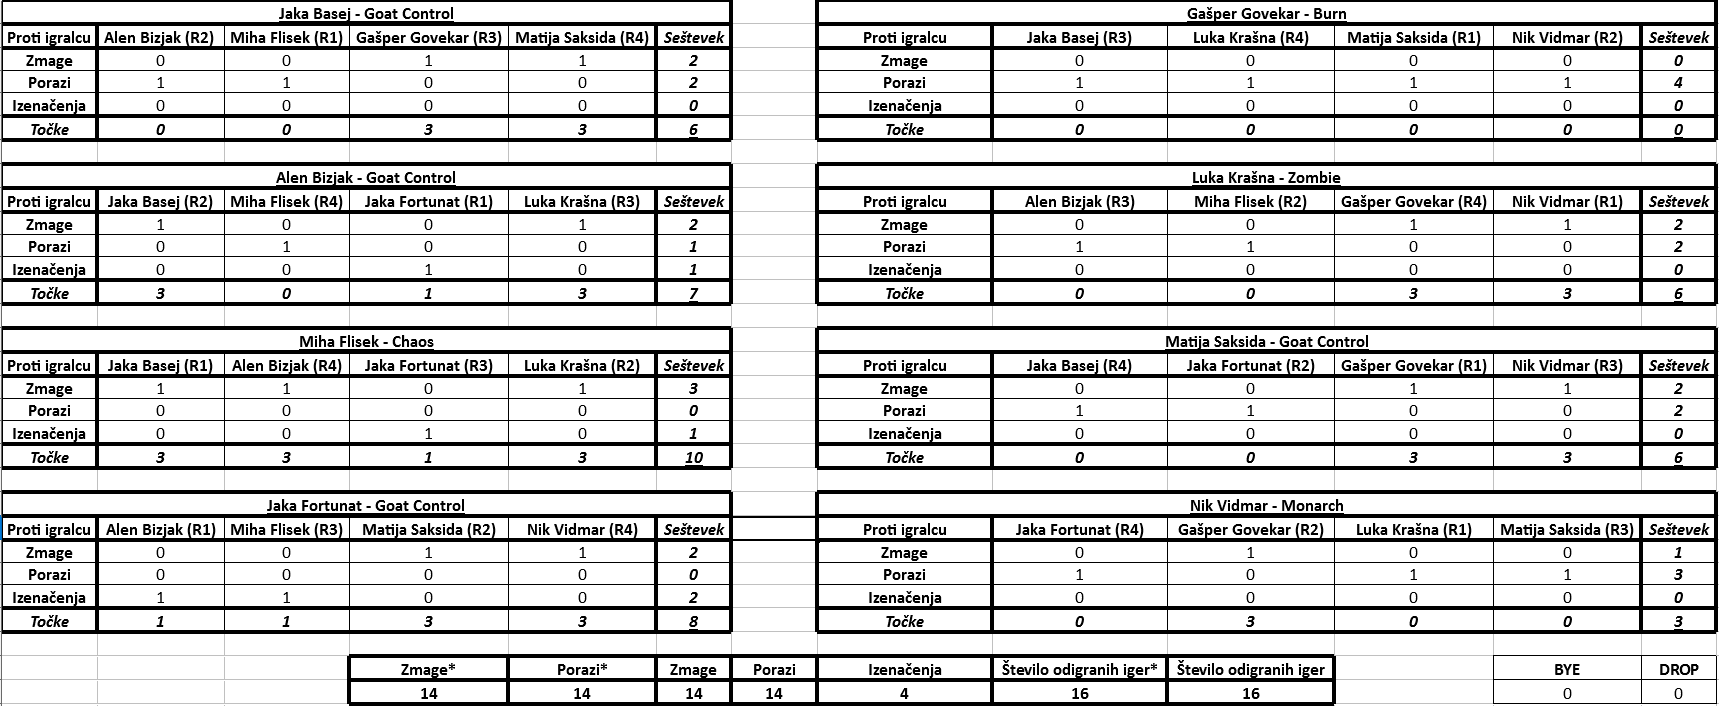 Jaka Basej - Goat Control
Proti igralcu Alen Bizjak (R2) Miha Flisek (R1) Gašper Govekar (R3) Matija Saksida (R4) Seštevek
Zmage 0 0 1 1 2
Porazi 1 1 0 0 2
Izenačenja 0 0 0 0 0
Točke 0 0 3 3 6
Gašper Govekar - Burn
Proti igralcu Jaka Basej (R3) Luka Krašna (R4) Matija Saksida (R1) Nik Vidmar (R2) Seštevek
Zmage 0 0 0 0 0
Porazi 1 1 1 1 4
Izenačenja 0 0 0 0 0
Točke 0 0 0 0 0
Alen Bizjak - Goat Control
Proti igralcu Jaka Basej (R2) Miha Flisek (R4) Jaka Fortunat (R1) Luka Krašna (R3) Seštevek
Zmage 1 0 0 1 2
Porazi 0 1 0 0 1
Izenačenja 0 0 1 0 1
Točke 3 0 1 3 7
Luka Krašna - Zombie
Proti igralcu Alen Bizjak (R3) Miha Flisek (R2) Gašper Govekar (R4) Nik Vidmar (R1) Seštevek
Zmage 0 0 1 1 2
Porazi 1 1 0 0 2
Izenačenja 0 0 0 0 0
Točke 0 0 3 3 6
Miha Flisek - Chaos
Proti igralcu Jaka Basej (R1) Alen Bizjak (R4) Jaka Fortunat (R3) Luka Krašna (R2) Seštevek
Zmage 1 1 0 1 3
Porazi 0 0 0 0 0
Izenačenja 0 0 1 0 1
Točke 3 3 1 3 10
Matija Saksida - Goat Control
Proti igralcu Jaka Basej (R4) Jaka Fortunat (R2) Gašper Govekar (R1) Nik Vidmar (R3) Seštevek
Zmage 0 0 1 1 2
Porazi 1 1 0 0 2
Izenačenja 0 0 0 0 0
Točke 0 0 3 3 6
Jaka Fortunat - Goat Control
Proti igralcu Alen Bizjak (R1) Miha Flisek (R3) Matija Saksida (R2) Nik Vidmar (R4) Seštevek
Zmage 0 0 1 1 2
Porazi 0 0 0 0 0
Izenačenja 1 1 0 0 2
Točke 1 1 3 3 8
Nik Vidmar - Monarch
Proti igralcu Jaka Fortunat (R4) Gašper Govekar (R2) Luka Krašna (R1) Matija Saksida (R3) Seštevek
Zmage 0 1 0 0 1
Porazi 1 0 1 1 3
Izenačenja 0 0 0 0 0
Točke 0 3 0 0 3
Zmage* Porazi* Zmage Porazi Izenačenja Število odigranih iger* Število odigranih iger BYE DROP
14 14 14 14 4 16 16 0 0